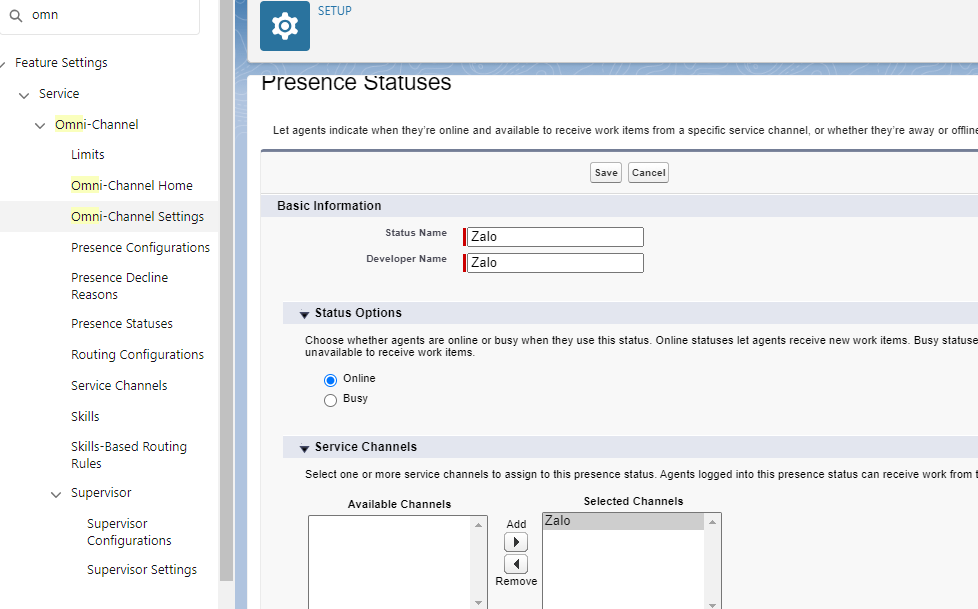 omn
SETUP
Presence Statuses
Feature Settings
Service
Omni-Channel
Limits
Omni-Channel Home
Omni-Channel Settings
Presence Configurations
Presence Decline
Reasons
Presence Statuses
Routing Configurations
Service Channels
Skills
Skills-Based Routing
Rules
Supervisor
Supervisor
Configurations
Supervisor Settings
Let agents indicate when they're online and available to receive work items from a specific service channel, or whether they're away or offline
Save Cancel
Basic Information
Status Name Zalo
Developer Name Zalo
Status Options
Choose whether agents are online or busy when they use this status. Online statuses let agents receive new work items. Busy statuse
unavailable to receive work items.
Online
Busy
Service Channels
Select one or more service channels to assign to this presence status. Agents logged into this presence status can receive work from t
Available Channels
Add
Remove
Selected Channels
Zalo